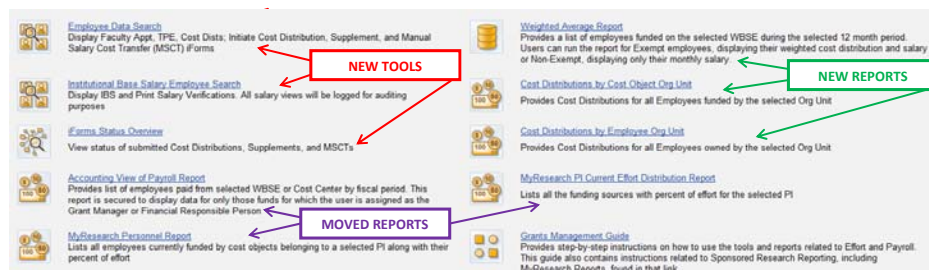 Employee Data Search
Display Faculty Appt, TPE, Cost Dists; Initiate Cost Distribution, Supplement, and Manual
Salary Cost Transfer (MSCT) iForms
NEW TOOLS
Institutional Base Salary Employee Search
Display IBS and Print Salary Verifications. All salary views will be logged for auditing
purposes
iForms Status Overview
View status of submitted Cost Distributions, Supplements, and MSCTs
Accounting View of Payroll Report
Provides list of employees paid from selected WBSE or Cost Center by fiscal period. This
report is secured to display data for only those funds for which the user is assigned as the
Grant Manager or Financial Responsible Person
MOVED REPORTS
MyResearch Personnel Report
Lists all employees currently funded by cost objects belonging to a selected PI along with their
percent of effort
Weighted Average Report
Provides a list of employees funded on the selected WBSE during the selected 12 month period.
Users can run the report for Exempt employees, displaying their weighted cost distribution and salary
or Non-Exempt, displaying only their monthly salary.
NEW REPORTS
Cost Distributions by Cost Object Org Unit
Provides Cost Distributions for all Employees funded by the selected Org Unit
Cost Distributions by Employee Org Unit
Provides Cost Distributions for all Employees owned by the selected Org Unit
MyResearch PI Current Effort Distribution Report
Lists all the funding sources with percent of effort for the selected PI
Grants Management Guide
Provides step-by-step instructions on how to use the tools and reports related to Effort and Payroll.
This guide also contains instructions related to Sponsored Research Reporting, including
MyResearch Reports, found in that link